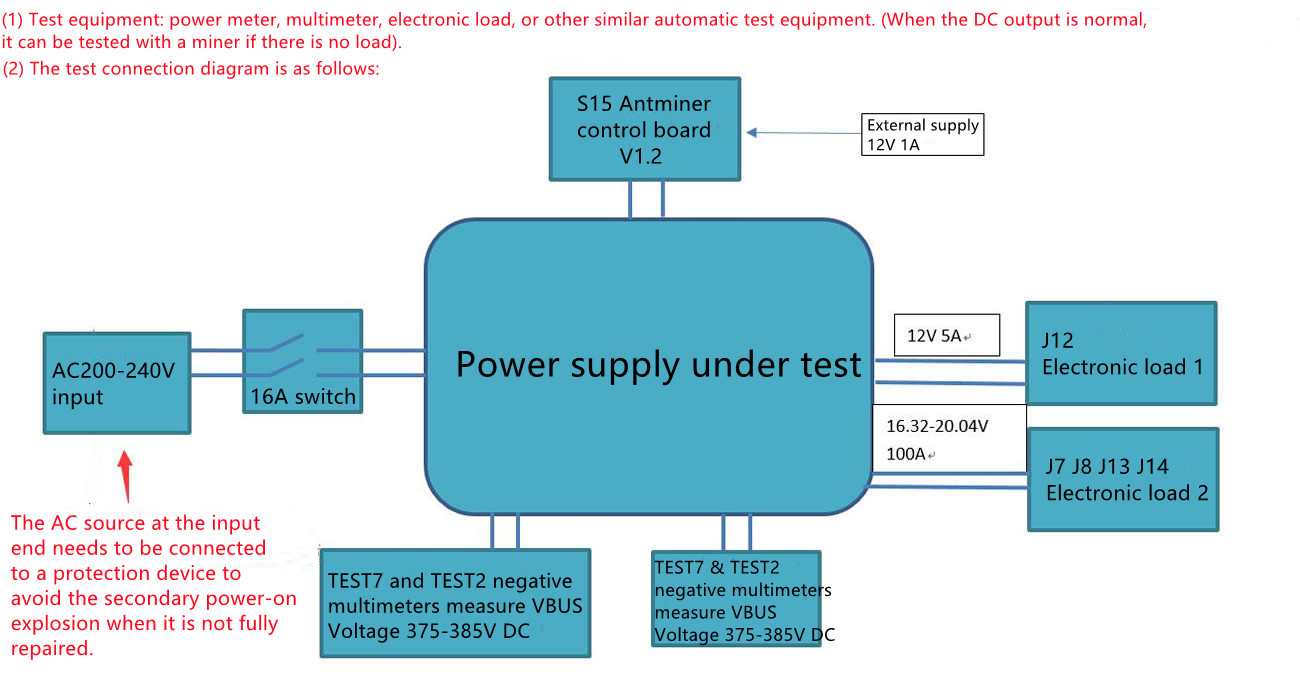 (1) Test equipment: power meter, multimeter, electronic load, or other similar automatic test equipment. (When the DC output is normal,
it can be tested with a miner if there is no load).
(2) The test connection diagram is as follows:
S15 Antminer
control board
V1.2
External supply
12V 1A
AC200-240V
input
16A switch
Power supply under test
12V 5A↵
J12
Electronic load 1
16.32-20.04V
100A↵
J7 J8 J13 J14
Electronic load 2
The AC source at the input
end needs to be connected
to a protection device to
avoid the secondary power-on
explosion when it is not fully
repaired.
TEST7 and TEST2 negative
multimeters measure VBUS
Voltage 375-385V DC
TEST7 & TEST2
negative multimeters
measure VBUS
Voltage 375-385V DC